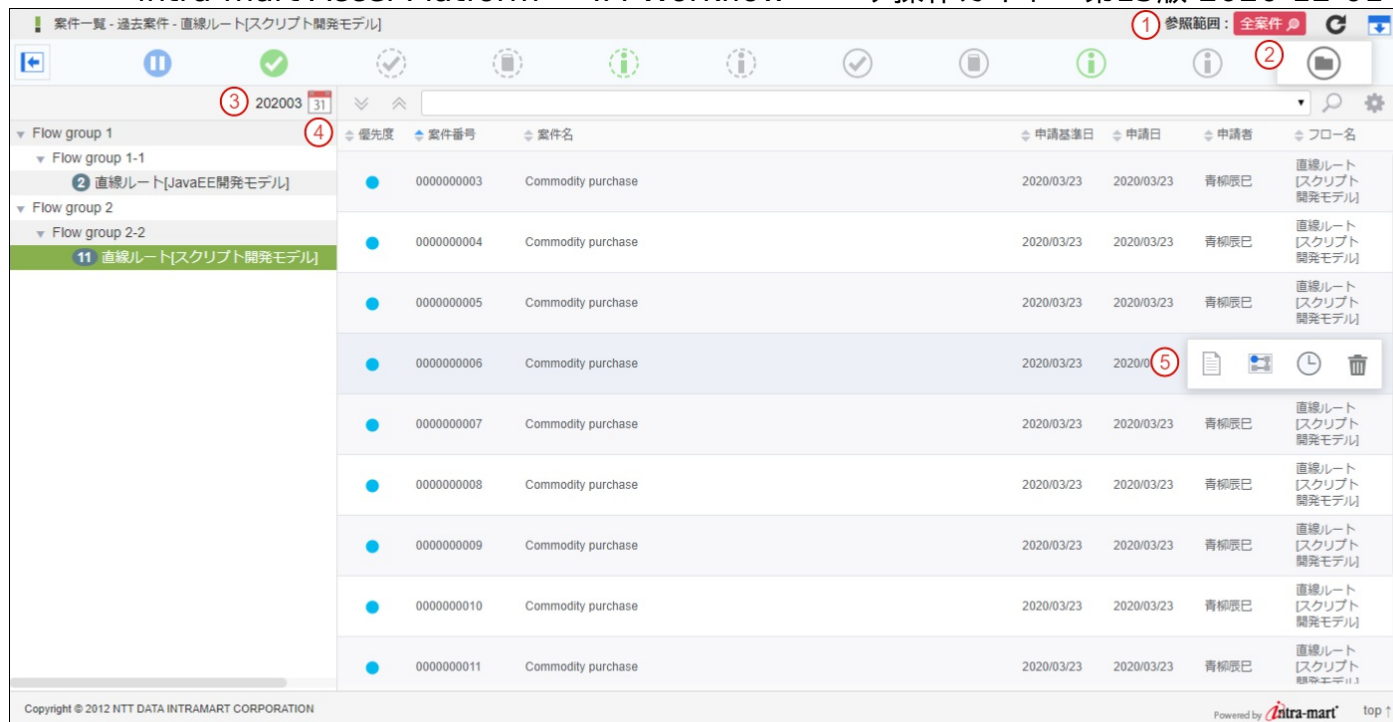 案件一覧 - 過去案件 - 直線ルート[スクリプト開発モデル]
1 参照範囲： 全案件
2
3 202003 31
Flow group 1
4 優先度 案件番号 案件名 申請基準日 申請日 申請者 フロー名
Flow group 1-1
2 直線ルート[JavaEE開発モデル]
Flow group 2
Flow group 2-2
11 直線ルート[スクリプト開発モデル]
0000000003 Commodity purchase 2020/03/23 2020/03/23 青柳辰巳 直線ルート
[スクリプト
開発モデル]
0000000004 Commodity purchase 2020/03/23 2020/03/23 青柳辰巳 直線ルート
[スクリプト
開発モデル]
0000000005 Commodity purchase 2020/03/23 2020/03/23 青柳辰巳 直線ルート
[スクリプト
開発モデル]
0000000006 Commodity purchase 2020/03/23 2020/0 5
0000000007 Commodity purchase 2020/03/23 2020/03/23 青柳辰巳 直線ルート
[スクリプト
開発モデル]
0000000008 Commodity purchase 2020/03/23 2020/03/23 青柳辰巳 直線ルート
[スクリプト
開発モデル]
0000000009 Commodity purchase 2020/03/23 2020/03/23 青柳辰巳 直線ルート
[スクリプト
開発モデル]
0000000010 Commodity purchase 2020/03/23 2020/03/23 青柳辰巳 直線ルート
[スクリプト
開発モデル]
0000000011 Commodity purchase 2020/03/23 2020/03/23 青柳辰巳 直線ルート
[スクリプト
Copyright © 2012 NTT DATA INTRAMART CORPORATION
Powered by intra-mart top ↑